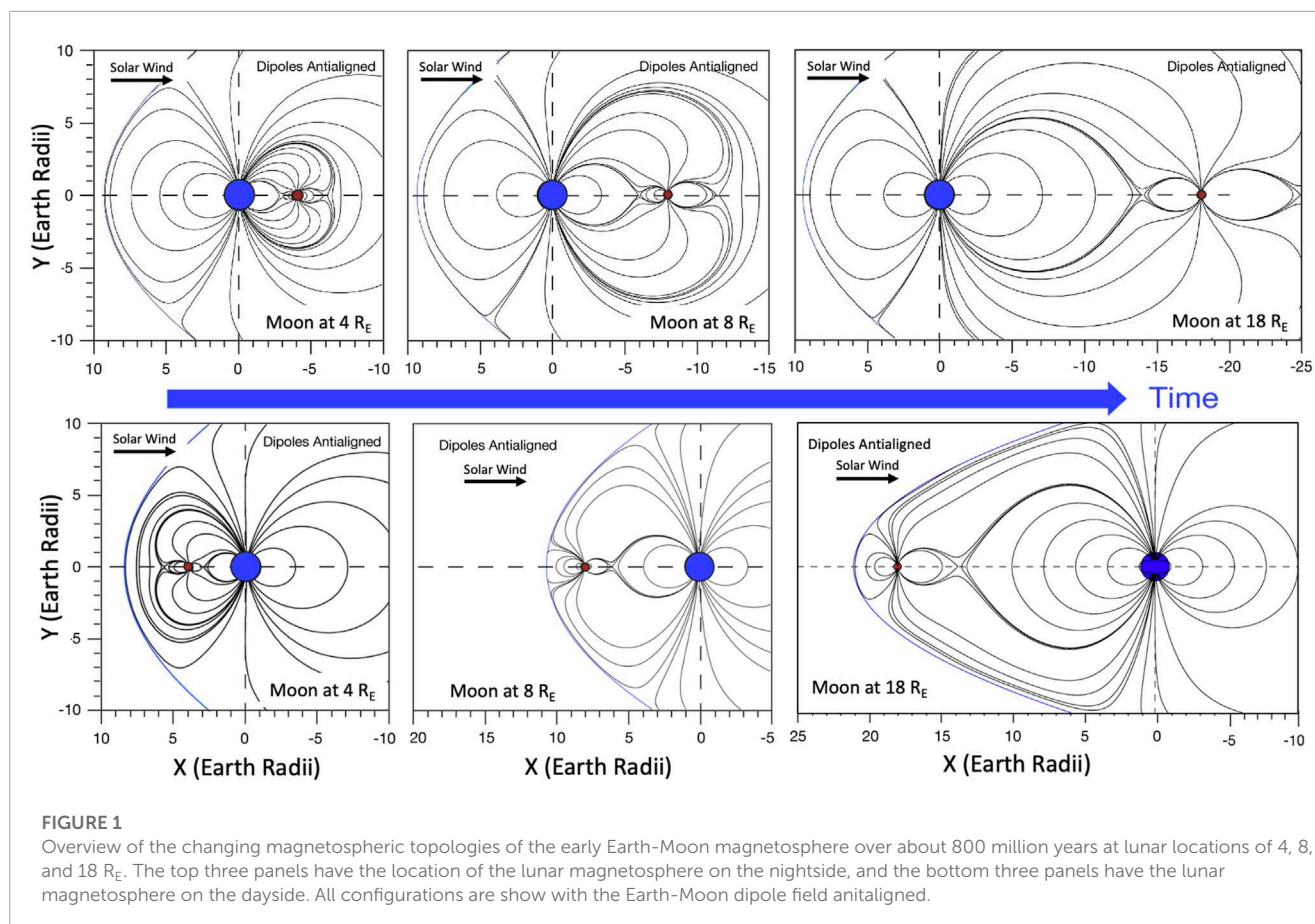 Solar Wind
Dipoles Antialigned
Moon at 4 RE
Solar Wind
Dipoles Antialigned
Moon at 8 RE
Solar Wind
Dipoles Antialigned
Moon at 18 RE
Y (Earth Radii)
10
5
0
-5
-10
10 5 0 -5 -10
10 5 0 -5 -10 -15
10 5 0 -5 -10 -15 -20 -25
Time
Solar Wind
Dipoles Antialigned
Moon at 4 RE
Dipoles Antialigned
Solar Wind
Moon at 8 RE
Dipoles Antialigned
Solar Wind
Moon at 18 RE
Y (Earth Radii)
10
5
0
-5
-10
10 5 0 -5 -10
20 15 10 5 0 -5
25 20 15 10 5 0 -5 -10
X (Earth Radii)
X (Earth Radii)
X (Earth Radii)
FIGURE 1
Overview of the changing magnetospheric topologies of the early Earth-Moon magnetosphere over about 800 million years at lunar locations of 4, 8,
and 18 RE. The top three panels have the location of the lunar magnetosphere on the nightside, and the bottom three panels have the lunar
magnetosphere on the dayside. All configurations are show with the Earth-Moon dipole field anitaligned.